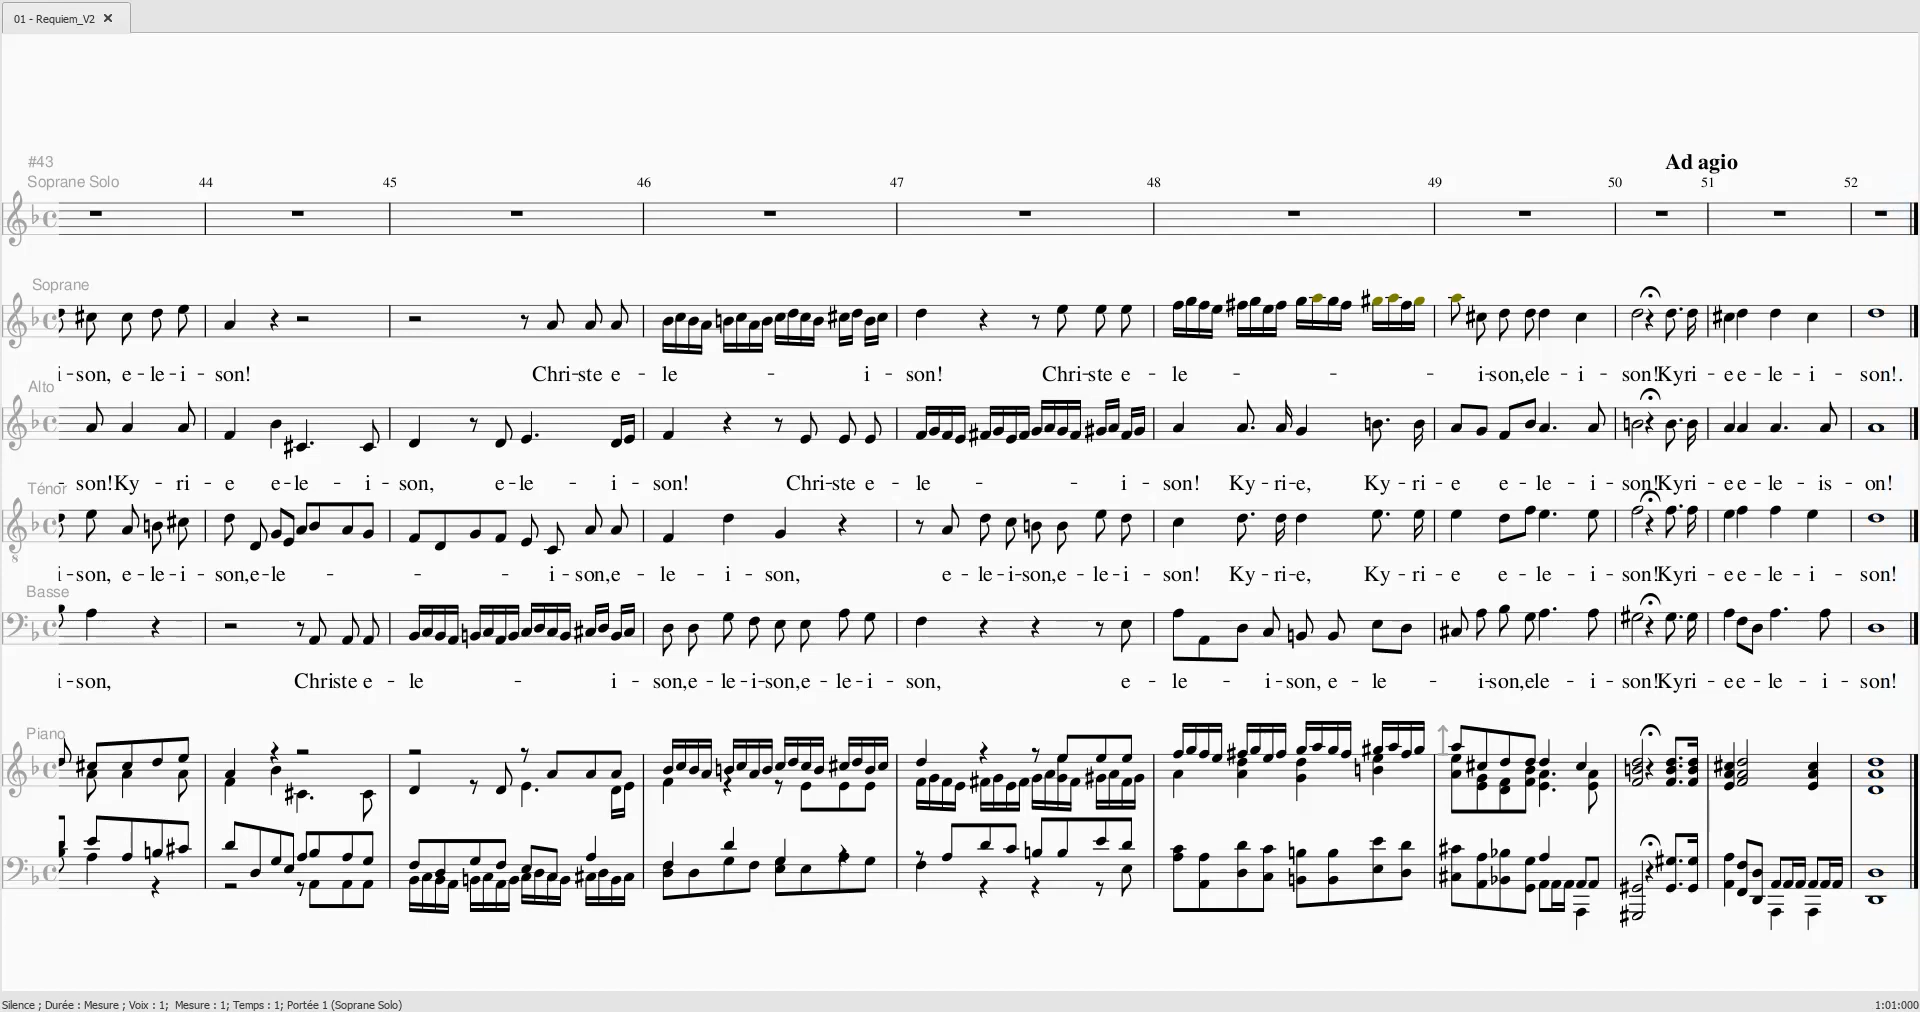 01 - Requiem_V2
Ad agio
#43
Soprane Solo
44 45 46 47 48 49 50 51 52
Soprane
i - son, e - le - i - son! Chri - ste e - le - - i - son! Chri - ste e - le - - - - i - son, ele - i - son! Kyri - e e - le - i - son!.
Alto
- son! Ky - ri - e e - le - i - son, e - le - i - son! Chri - ste e - le - - - i - son! Ky - ri - e, Ky - ri - e e - le - i - son! Kyri - e e - le - is - on!
Ténor
i - son, e - le - i - son, e - le - - - - i - son, e - le - i - son, e - le - i - son, e - le - i - son! Ky - ri - e, Ky - ri - e e - le - i - son! Kyri - e e - le - i - son!
Basse
i - son, Christe e - le - - i - son, e - le - i - son, e - le - i - son, e - le - i - son, e - le - i - son, ele - i - son! Kyri - e e - le - i - son!
Piano
Silence ; Durée : Mesure ; Voix : 1; Mesure : 1; Temps : 1; Portée 1 (Soprane Solo)
1:01:000